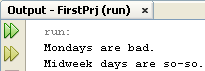 Output - FirstPrj (run) ×
run:
Mondays are bad.
Midweek days are so-so.